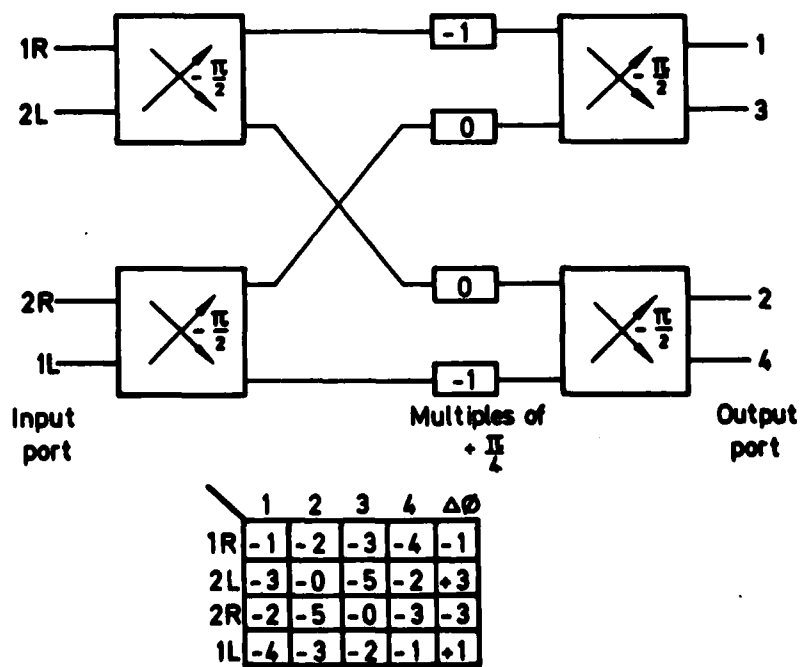 1R
2L
- π/2
-1
0
- π/2
1
3
2R
1L
- π/2
0
-1
- π/2
2
4
Input
port
Multiples of
+ π/4
Output
port
1 2 3 4 ΔØ
1R -1 -2 -3 -4 -1
2L -3 -0 -5 -2 +3
2R -2 -5 -0 -3 -3
1L -4 -3 -2 -1 +1